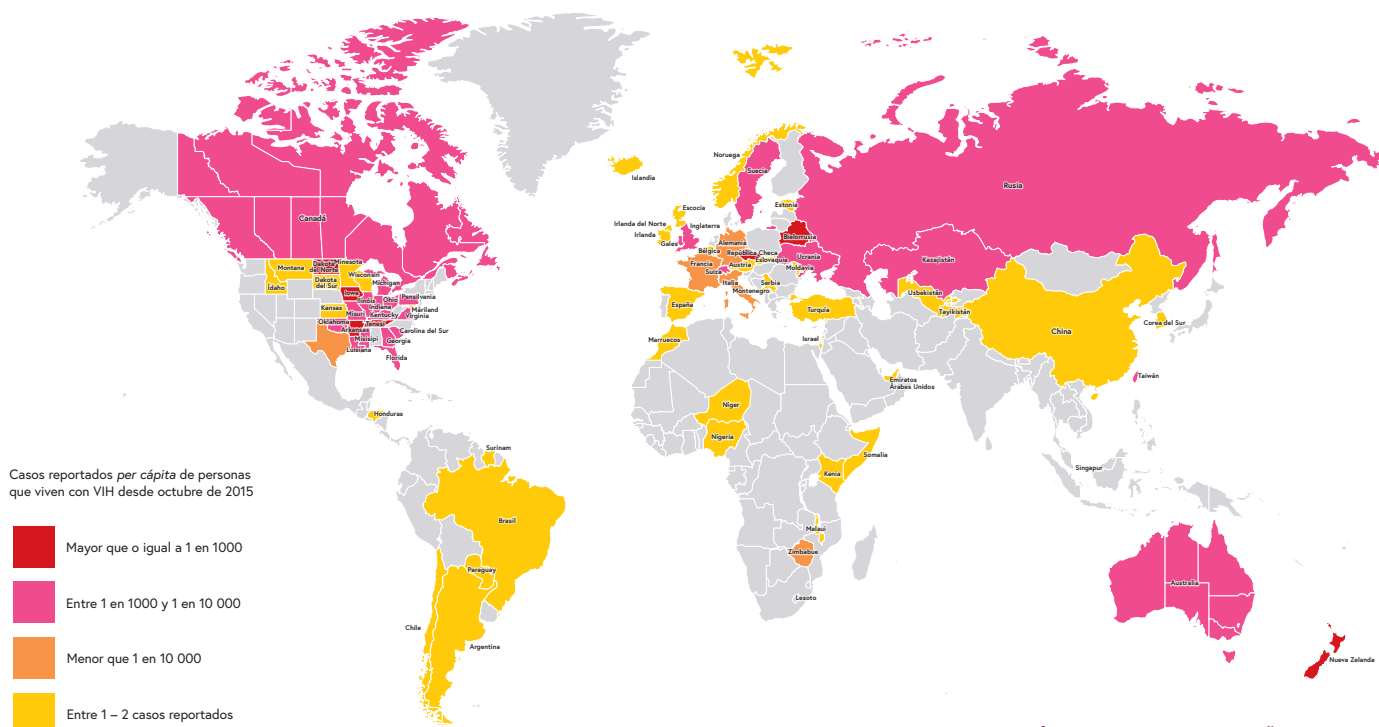 Noruega
Suecia
Islandia
Rusia
Estonia
Escocia
Canadá
Irlanda del Norte
Inglaterra
Irlanda
Bielorrusia
Gales
Alemania
Bélgica
República Checa
Ucrania
Eslovaquia
Kazajistán
Francia
Austria
Moldavia
Suiza
Italia
Serbia
Montenegro
Uzbekistán
España
Turquía
Tayikistán
Corea del Sur
China
Marruecos
Israel
Emiratos
Árabes Unidos
Taiwán
Montana
Dakota
del Norte
Minesota
Dakota
del Sur
Wisconsin
Idaho
Michigan
Iowa
Ilinois
Ohio
Pensilvania
Indiana
Kansas
Misuri
Kentucky
Máriland
Virginia
Oklahoma
Tenesí
Arkansas
Carolina del Sur
Misisipi
Georgia
Luisiana
Florida
Honduras
Níger
Nigeria
Surinam
Somalia
Kenia
Singapur
Brasil
Malaui
Zimbabue
Paraguay
Lesoto
Australia
Chile
Argentina
Nueva Zelanda
Casos reportados per cápita de personas
que viven con VIH desde octubre de 2015
Mayor que o igual a 1 en 1000
Entre 1 en 1000 y 1 en 10 000
Menor que 1 en 10 000
Entre 1 – 2 casos reportados